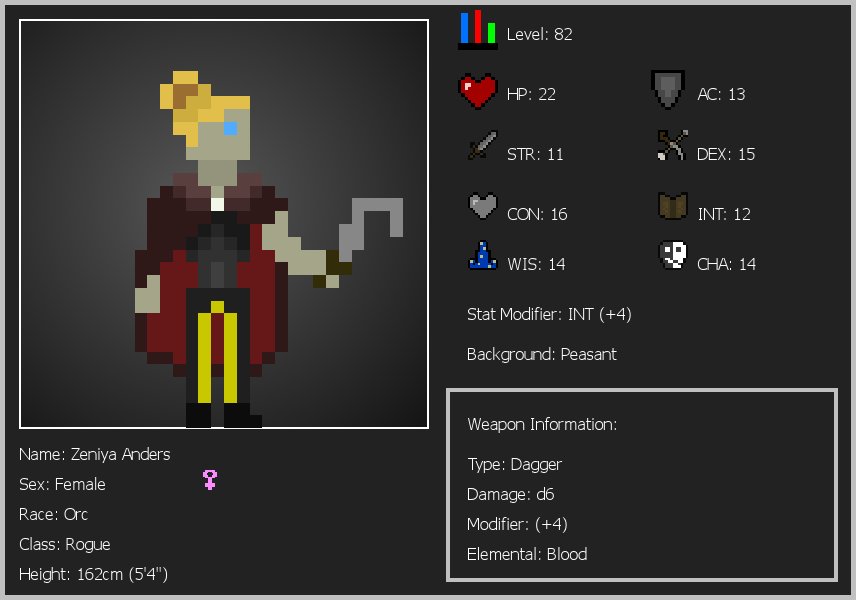 Level: 82
HP: 22
AC: 13
STR: 11
DEX: 15
CON: 16
INT: 12
WIS: 14
CHA: 14
Stat Modifier: INT (+4)
Background: Peasant
Weapon Information:
Type: Dagger
Damage: d6
Modifier: (+4)
Elemental: Blood
Name: Zeniya Anders
Sex: Female
Race: Orc
Class: Rogue
Height: 162cm (5'4")